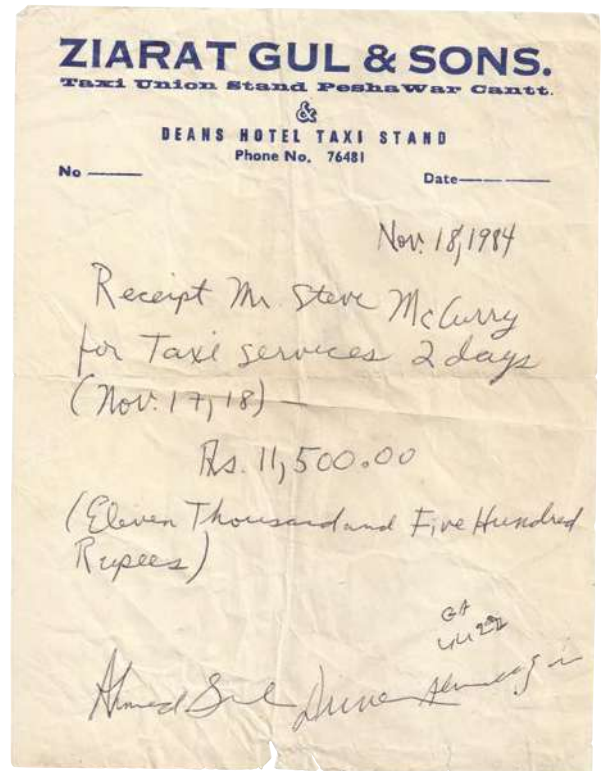 ZIARAT GUL & SONS.
Taxi Union Stand PeshaWar Cantt.
&
DEANS HOTEL TAXI STAND
Phone No. 76481
No
Date
Nov. 18, 1984
Receipt Mr Steve McCurry
for Taxi services 2 days
(Nov. 17, 18) —
Rs. 11,500.00
(Eleven Thousand and Five Hundred
Rupees)
Ahmed Gul